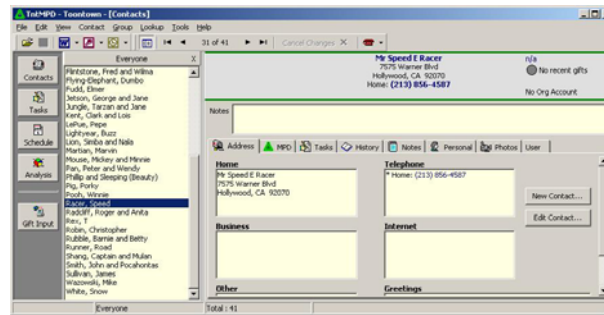 TntMPD - Toontown - [Contacts]
File Edit View Contact Group Lookup Tools Help
31 of 41 Cancel Changes
Everyone X
Contacts
Tasks
Schedule
Analysis
Gift Input
Flintstone, Fred and Wilma
Flying-Elephant, Dumbo
Fudd, Elmer
Jetson, George and Jane
Jungle, Tarzan and Jane
Kent, Clark and Lois
LePue, Pepe
Lightyear, Buzz
Lion, Simba and Nala
Martian, Marvin
Mouse, Mickey and Minnie
Pan, Peter and Wendy
Phillip and Sleeping (Beauty)
Pig, Porky
Pooh, Winnie
Racer, Speed
Radcliff, Roger and Anita
Rex, T
Robin, Christopher
Rubble, Barnie and Betty
Runner, Road
Shang, Captain and Mulan
Smith, John and Pocahontas
Sullivan, James
Wazowski, Mike
White, Snow
Mr Speed E Racer
7575 Warner Blvd
Hollywood, CA 92070
Home: (213) 856-4587
n/a
No recent gifts
No Org Account
Notes
Address MPD Tasks History Notes Personal Photos User
Home
Mr Speed E Racer
7575 Warner Blvd
Hollywood, CA 92070
Telephone
* Home: (213) 856-4587
New Contact...
Edit Contact...
Business
Internet
Other
Greetings
Everyone
Total : 41